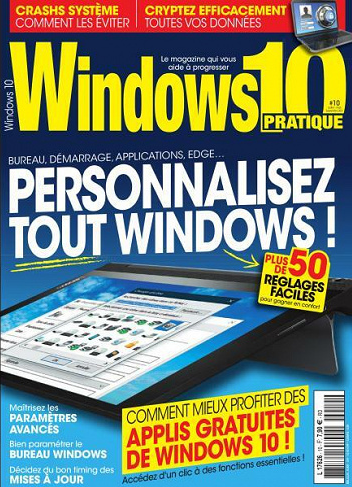 CRASHS SYSTÈME
COMMENT LES ÉVITER
CRYPTEZ EFFICACEMENT
TOUTES VOS DONNÉES
Windows 10
Le magazine qui vous
aide à progresser
Windows 10
#10
PRATIQUE
BUREAU, DÉMARRAGE, APPLICATIONS, EDGE...
PERSONNALISEZ
TOUT WINDOWS !
PLUS
DE 50
RÉGLAGES
FACILES
pour gagner en confort
Maîtrisez les
PARAMÈTRES
AVANCÉS
Bien paramétrer le
BUREAU WINDOWS
Décidez du bon timing des
MISES À JOUR
COMMENT MIEUX PROFITER DES
APPLIS GRATUITES
DE WINDOWS 10 !
Accédez d'un clic à des fonctions essentielles !